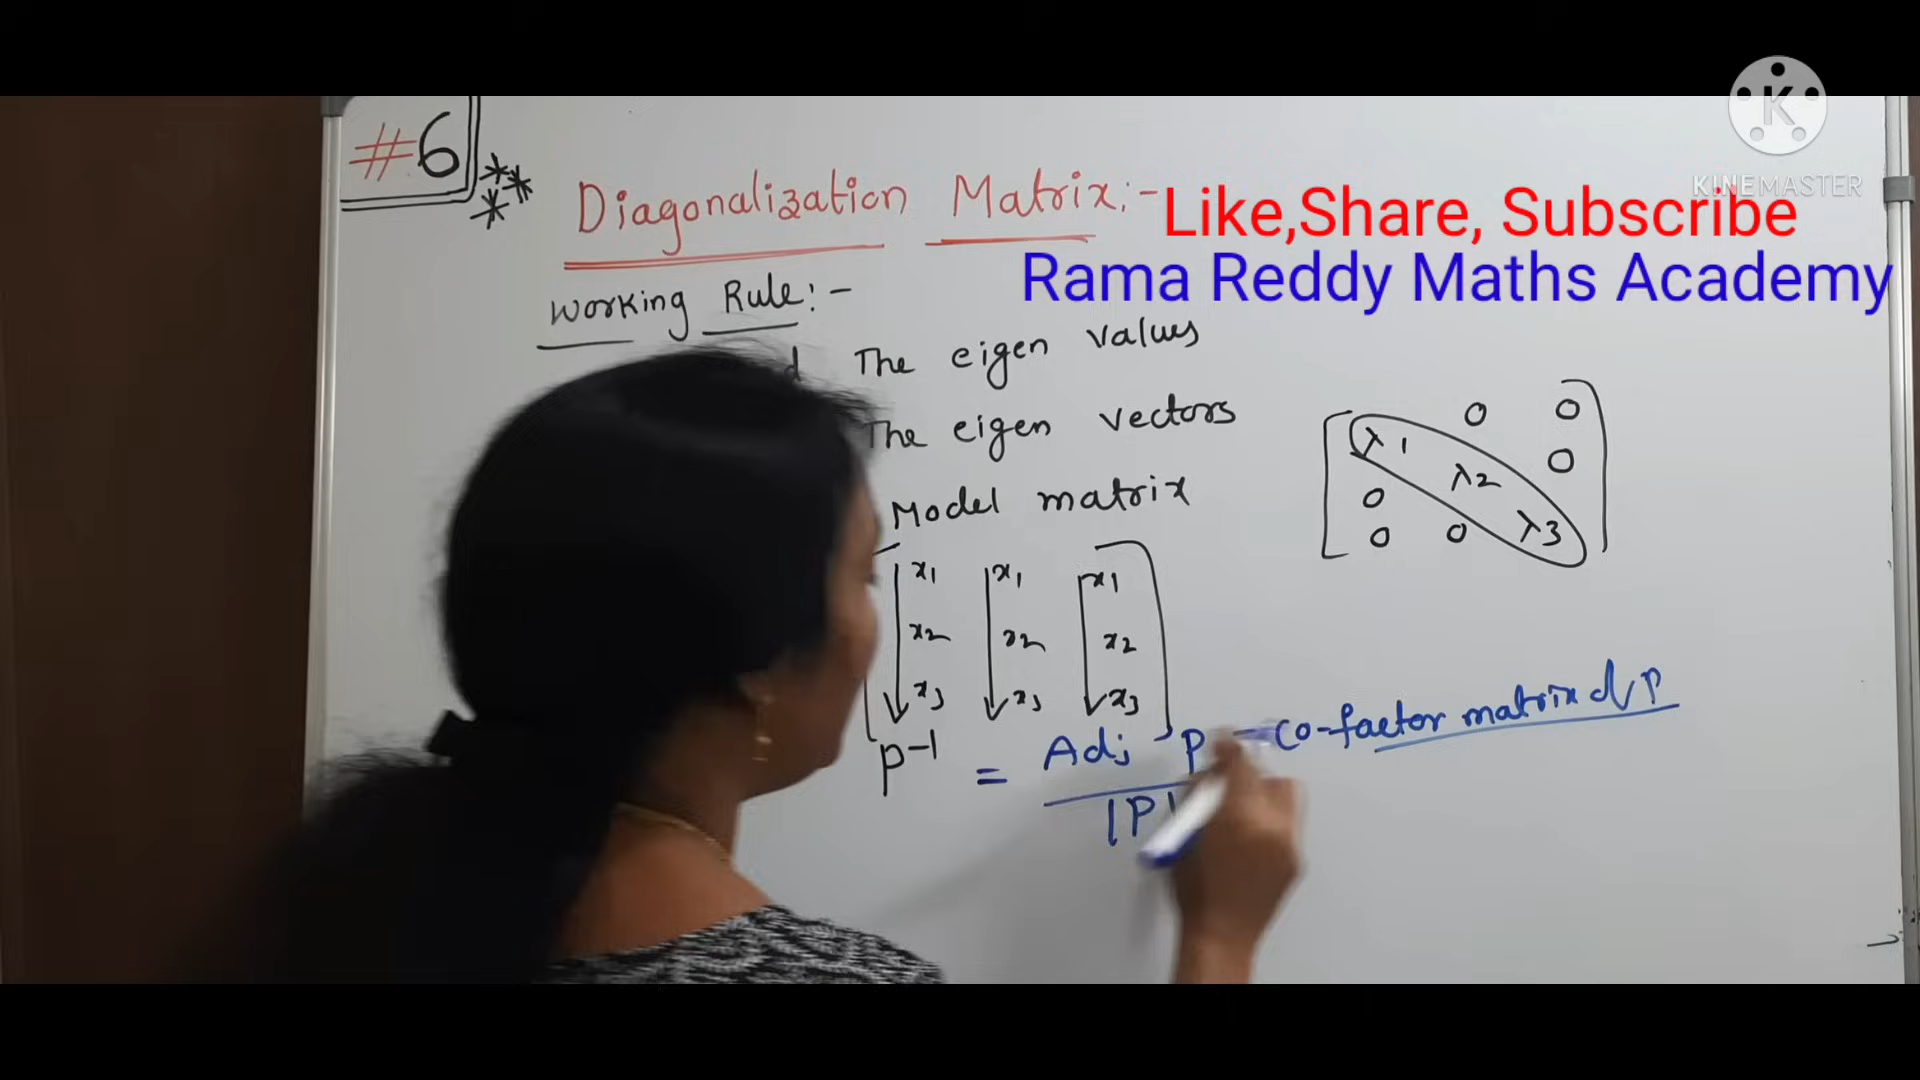 #6
K
KINEMASTER
Diagonalization Matrix:-
Like,Share, Subscribe
Rama Reddy Maths Academy
Working Rule:-
The eigen values
The eigen vectors
Model matrix
λ1 0 0
0 λ2 0
0 0 λ3
x1 x1 x1
x2 x2 x2
x3 x3 x3
P-1 = Adj P
|P|
Co-factor matrix of P